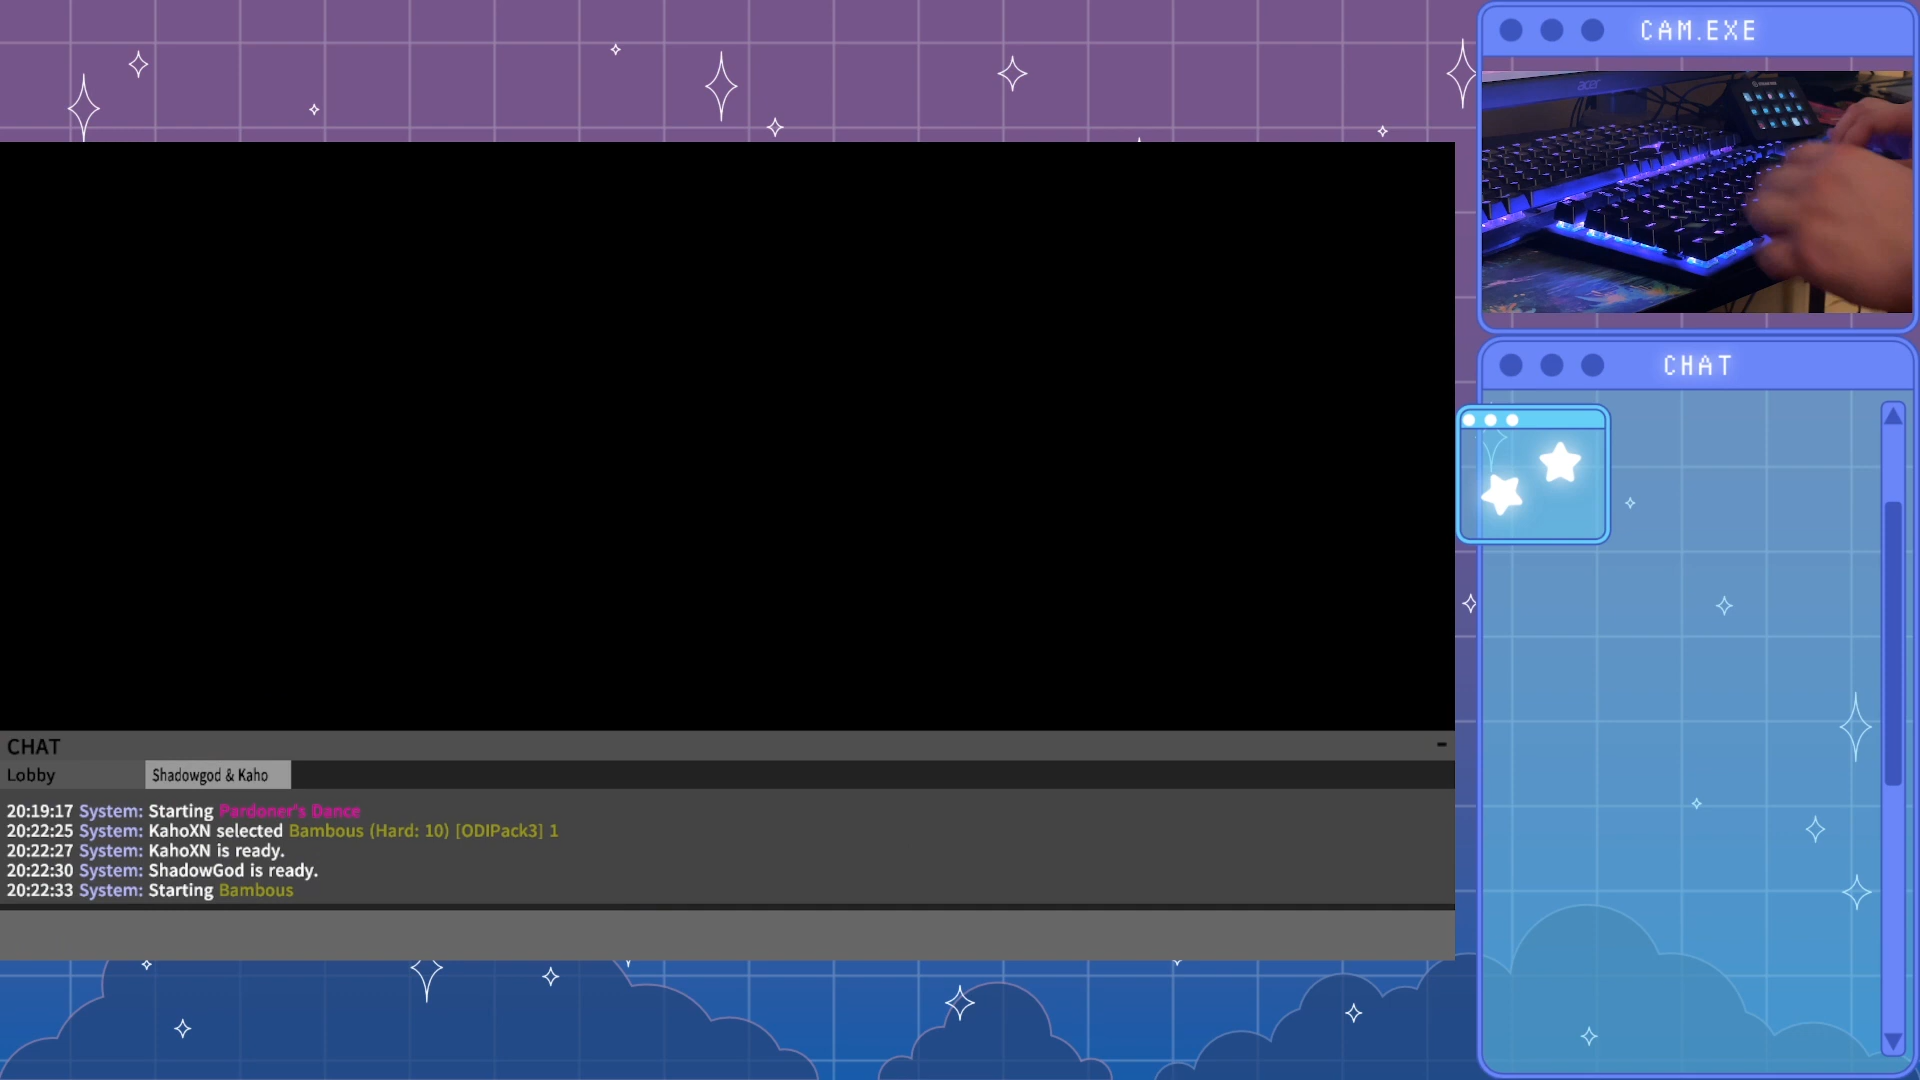 CAM.EXE
acer
CHAT
CHAT
-
Lobby
Shadowgod & Kaho
20:19:17 System: Starting Pardoner's Dance
20:22:25 System: KahoXN selected Bambous (Hard: 10) [ODIPack3] 1
20:22:27 System: KahoXN is ready.
20:22:30 System: ShadowGod is ready.
20:22:33 System: Starting Bambous